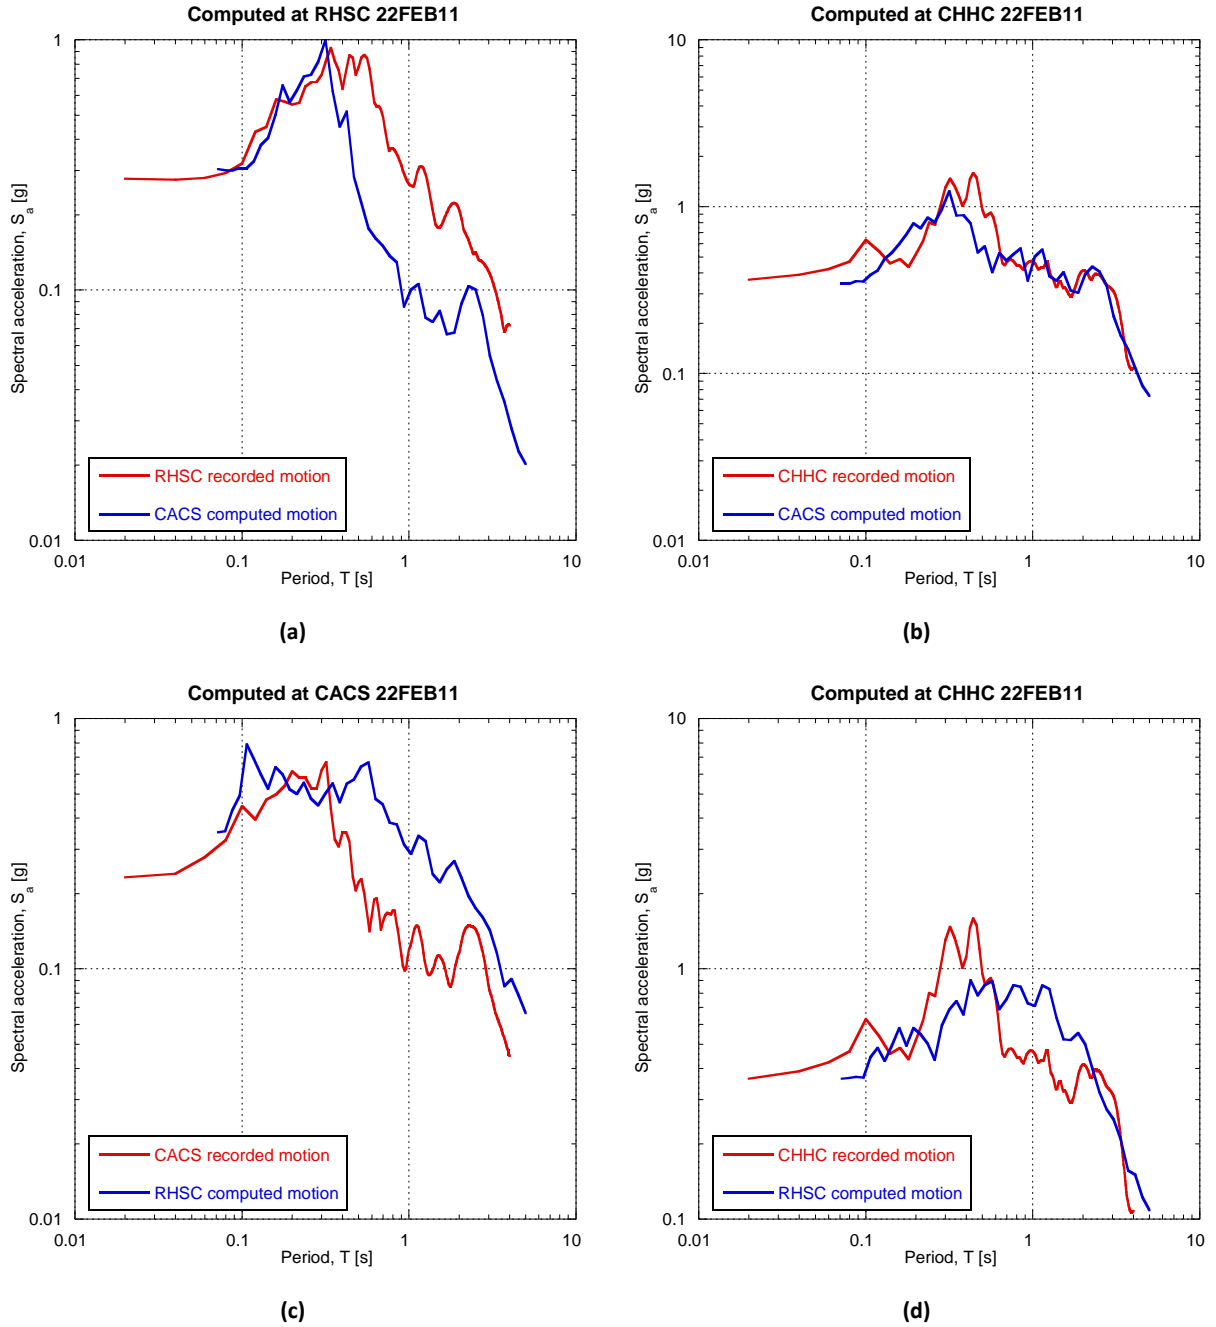 Computed at RHSC 22FEB11
1
0.1
0.01
Spectral acceleration, S_a [g]
RHSC recorded motion
CACS computed motion
0.01 0.1 1 10
Period, T [s]
(a)
Computed at CHHC 22FEB11
10
1
0.1
0.01
Spectral acceleration, S_a [g]
CHHC recorded motion
CACS computed motion
0.01 0.1 1 10
Period, T [s]
(b)
Computed at CACS 22FEB11
1
0.1
0.01
Spectral acceleration, S_a [g]
CACS recorded motion
RHSC computed motion
0.01 0.1 1 10
Period, T [s]
(c)
Computed at CHHC 22FEB11
10
1
0.1
Spectral acceleration, S_a [g]
CHHC recorded motion
RHSC computed motion
0.01 0.1 1 10
Period, T [s]
(d)